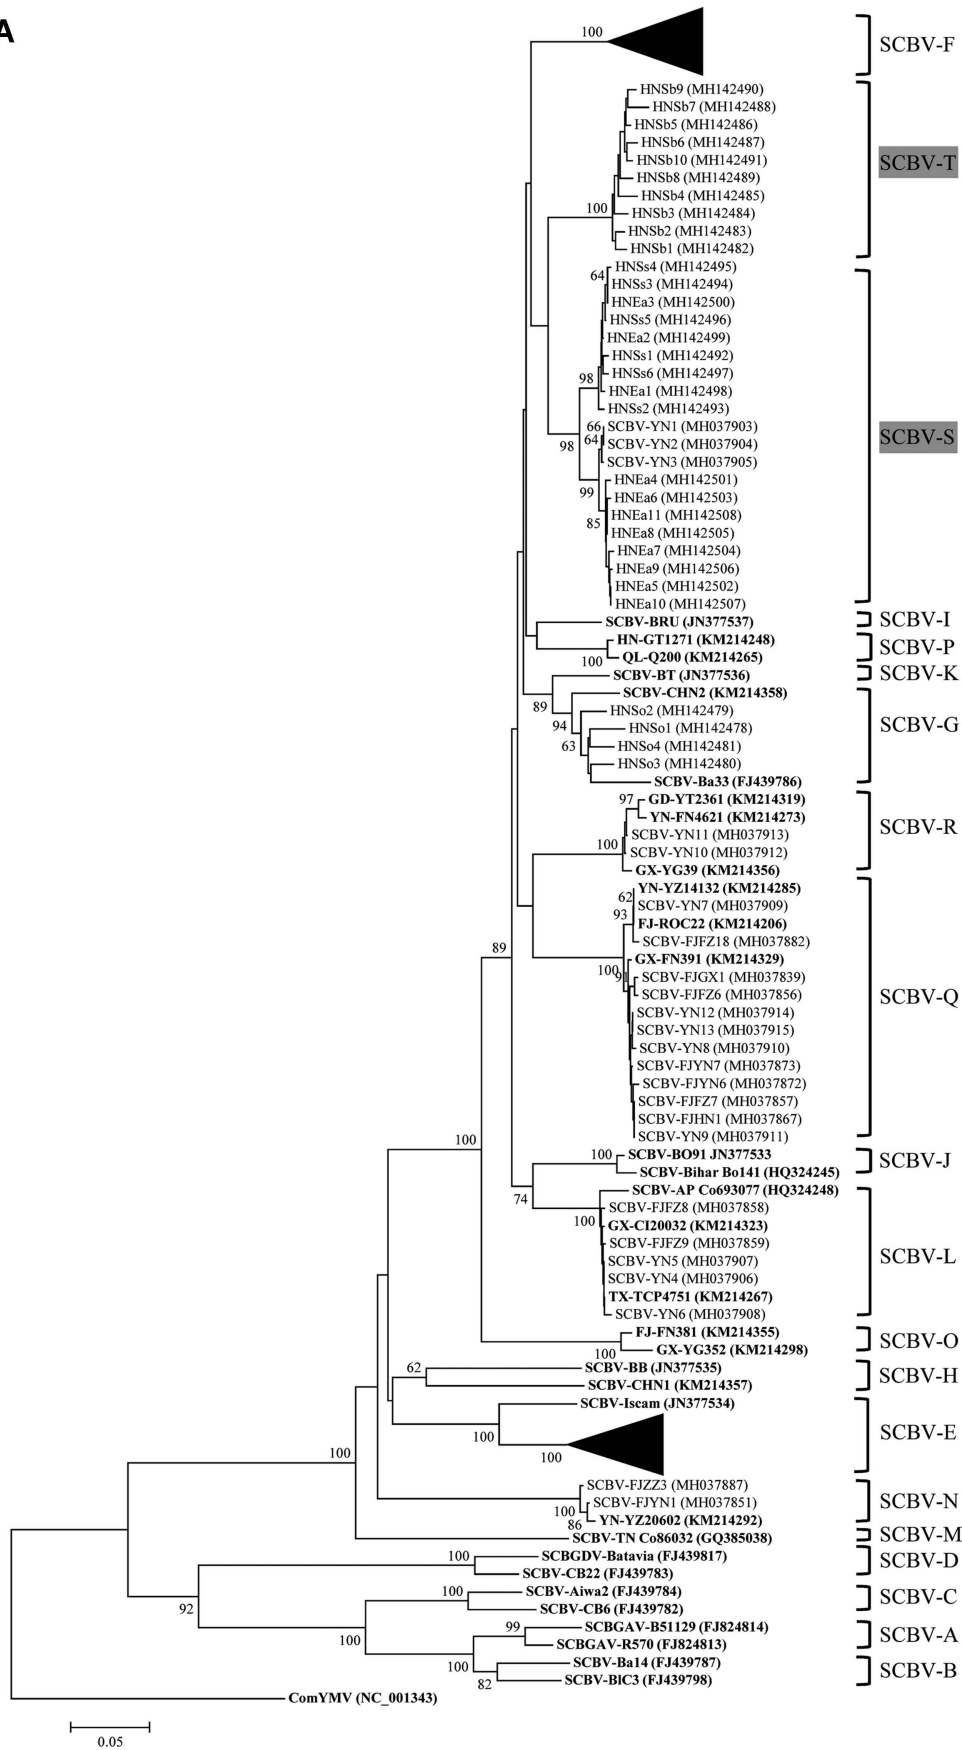 A
100
SCBV-F
HNSb9 (MH142490)
HNSb7 (MH142488)
HNSb5 (MH142486)
HNSb6 (MH142487)
HNSb10 (MH142491)
SCBV-T
HNSb8 (MH142489)
HNSb4 (MH142485)
100
HNSb3 (MH142484)
HNSb2 (MH142483)
HNSb1 (MH142482)
HNSs4 (MH142495)
64
HNSs3 (MH142494)
HNEa3 (MH142500)
HNSs5 (MH142496)
HNEa2 (MH142499)
HNSs1 (MH142492)
HNSs6 (MH142497)
98
HNEa1 (MH142498)
HNSs2 (MH142493)
66
SCBV-YN1 (MH037903)
64
98
SCBV-YN2 (MH037904)
SCBV-S
SCBV-YN3 (MH037905)
HNEa4 (MH142501)
99
HNEa6 (MH142503)
HNEa11 (MH142508)
85
HNEa8 (MH142505)
HNEa7 (MH142504)
HNEa9 (MH142506)
HNEa5 (MH142502)
HNEa10 (MH142507)
SCBV-BRU (JN377537)
SCBV-I
HN-GT1271 (KM214248)
SCBV-P
100
QL-Q200 (KM214265)
SCBV-BT (JN377536)
SCBV-K
SCBV-CHN2 (KM214358)
89
HNSo2 (MH142479)
94
HNSo1 (MH142478)
SCBV-G
63
HNSo4 (MH142481)
HNSo3 (MH142480)
SCBV-Ba33 (FJ439786)
97
GD-YT2361 (KM214319)
YN-FN4621 (KM214273)
SCBV-R
SCBV-YN11 (MH037913)
100
SCBV-YN10 (MH037912)
GX-YG39 (KM214356)
YN-YZ14132 (KM214285)
62
SCBV-YN7 (MH037909)
93
FJ-ROC22 (KM214206)
SCBV-FJFZ18 (MH037882)
89
GX-FN391 (KM214329)
100
91
SCBV-FJGX1 (MH037839)
SCBV-FJFZ6 (MH037856)
SCBV-Q
SCBV-YN12 (MH037914)
SCBV-YN13 (MH037915)
SCBV-YN8 (MH037910)
SCBV-FJYN7 (MH037873)
SCBV-FJYN6 (MH037872)
SCBV-FJFZ7 (MH037857)
SCBV-FJHN1 (MH037867)
SCBV-YN9 (MH037911)
100
100
SCBV-BO91 JN377533
SCBV-J
SCBV-Bihar Bo141 (HQ324245)
74
SCBV-AP Co693077 (HQ324248)
SCBV-FJFZ8 (MH037858)
100
GX-CI20032 (KM214323)
SCBV-FJFZ9 (MH037859)
SCBV-L
SCBV-YN5 (MH037907)
SCBV-YN4 (MH037906)
TX-TCP4751 (KM214267)
SCBV-YN6 (MH037908)
FJ-FN381 (KM214355)
SCBV-O
100
GX-YG352 (KM214298)
62
SCBV-BB (JN377535)
SCBV-H
SCBV-CHN1 (KM214357)
SCBV-Iscam (JN377534)
100
SCBV-E
100
100
SCBV-FJZZ3 (MH037887)
SCBV-FJYN1 (MH037851)
SCBV-N
100
86
YN-YZ20602 (KM214292)
SCBV-TN Co86032 (GQ385038)
SCBV-M
100
SCBGDV-Batavia (FJ439817)
SCBV-D
SCBV-CB22 (FJ439783)
100
SCBV-Aiwa2 (FJ439784)
SCBV-C
92
SCBV-CB6 (FJ439782)
99
SCBGAV-B51129 (FJ824814)
SCBV-A
100
SCBGAV-R570 (FJ824813)
100
SCBV-Ba14 (FJ439787)
SCBV-B
82
SCBV-BlC3 (FJ439798)
ComYMV (NC_001343)
0.05